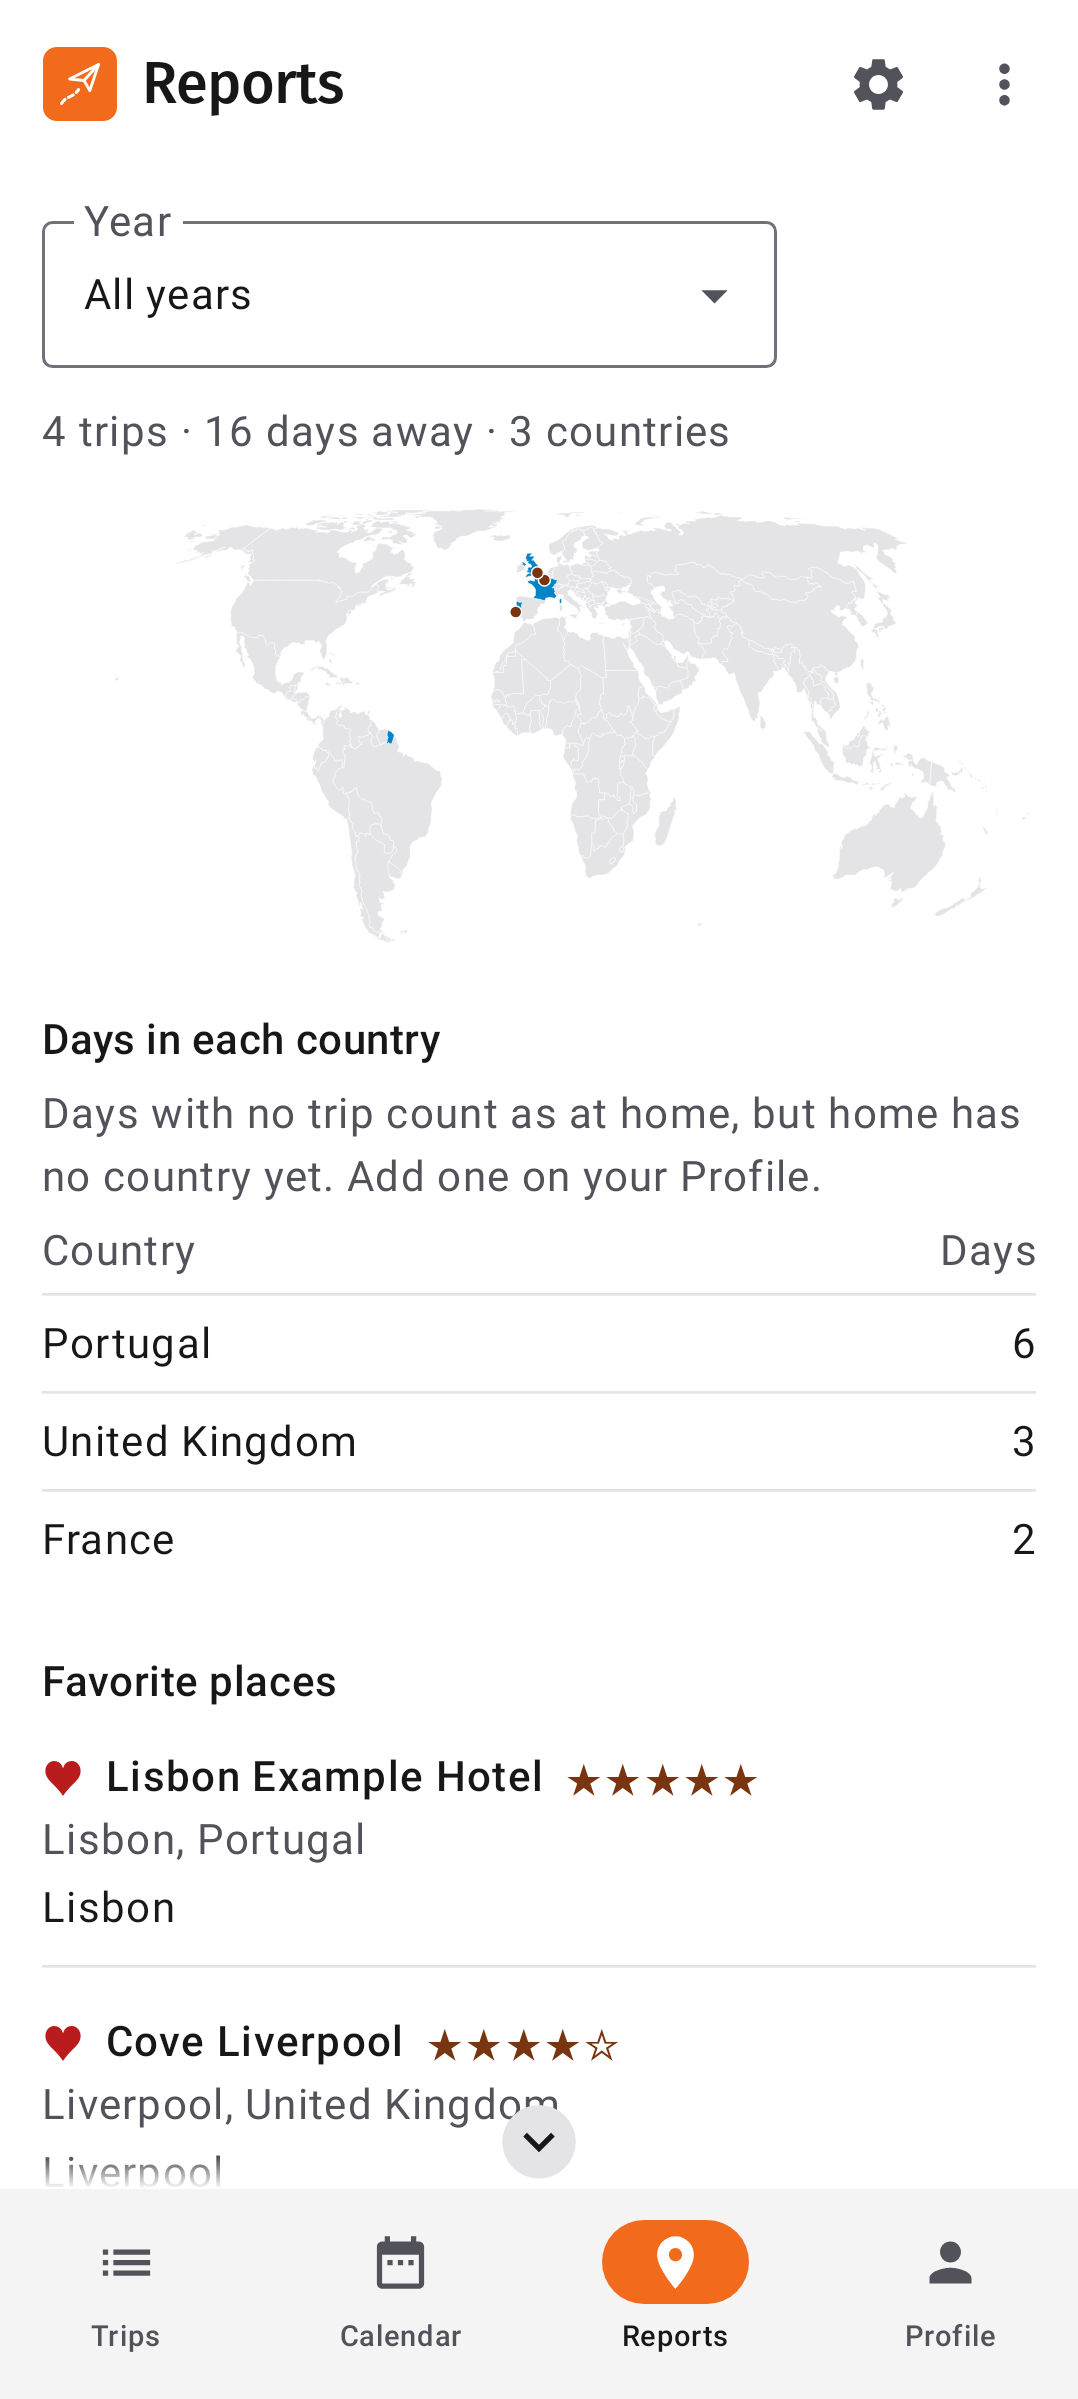 Reports
Year
All years
4 trips · 16 days away · 3 countries
Days in each country
Days with no trip count as at home, but home has
no country yet. Add one on your Profile.
Country Days
Portugal 6
United Kingdom 3
France 2
Favorite places
Lisbon Example Hotel ★★★★★
Lisbon, Portugal
Lisbon
Cove Liverpool ★★★★☆
Liverpool, United Kingdom
Liverpool
Trips Calendar Reports Profile